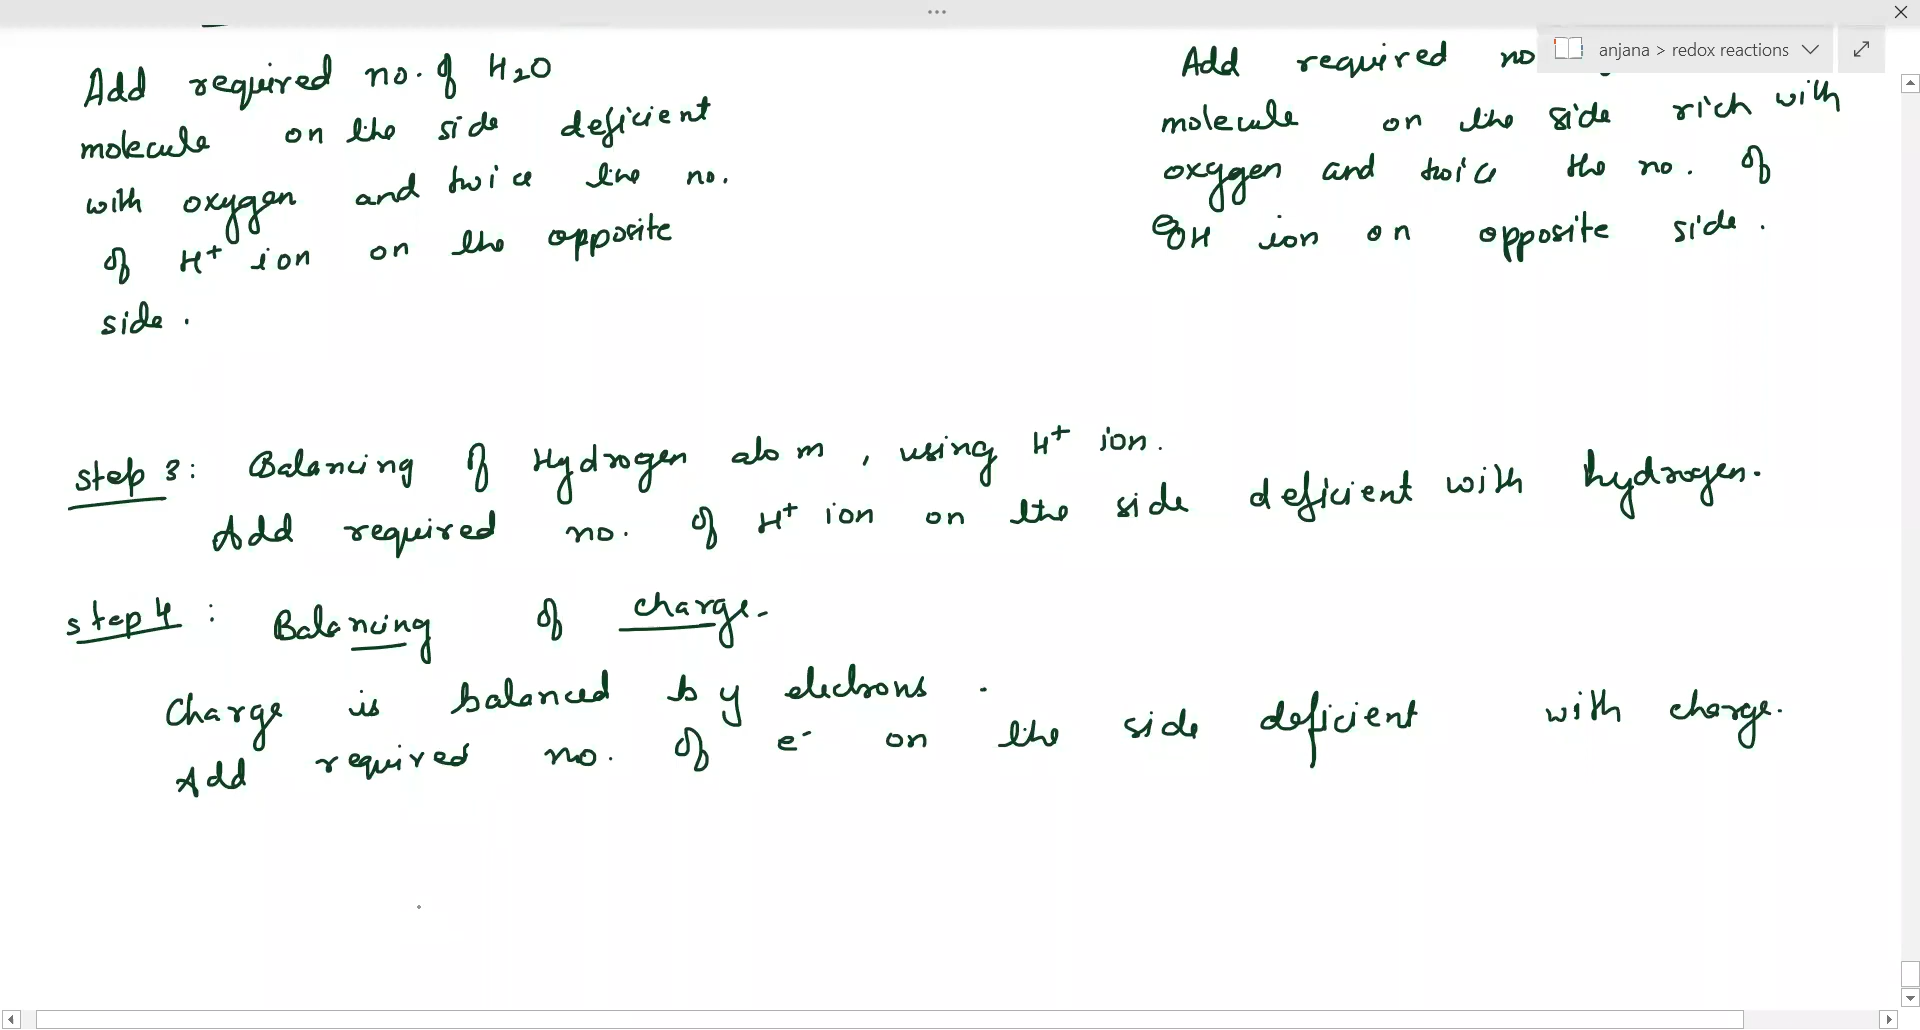 anjana > redox reactions
Add required no. of H₂O
molecule on the side deficient
with oxygen and twice the no.
of H⁺ ion on the opposite
side.
Add required no
molecule on the side rich with
oxygen and twice the no. of
⊖OH ion on opposite side.
step 3: Balancing of Hydrogen atom, using H⁺ ion.
Add required no. of H⁺ ion on the side deficient with hydrogen.
step 4: Balancing of charge.
Charge is balanced by electrons.
Add required no. of e⁻ on the side deficient with charge.